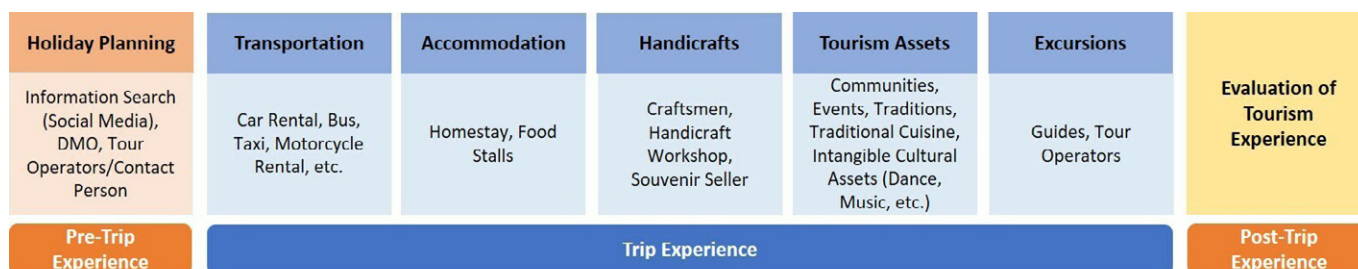 Holiday Planning
Information Search
(Social Media),
DMO, Tour
Operators/Contact
Person
Transportation
Car Rental, Bus,
Taxi, Motorcycle
Rental, etc.
Accommodation
Homestay, Food
Stalls
Handicrafts
Craftsmen,
Handicraft
Workshop,
Souvenir Seller
Tourism Assets
Communities,
Events, Traditions,
Traditional Cuisine,
Intangible Cultural
Assets (Dance,
Music, etc.)
Excursions
Guides, Tour
Operators
Evaluation of
Tourism
Experience
Pre-Trip
Experience
Trip Experience
Post-Trip
Experience